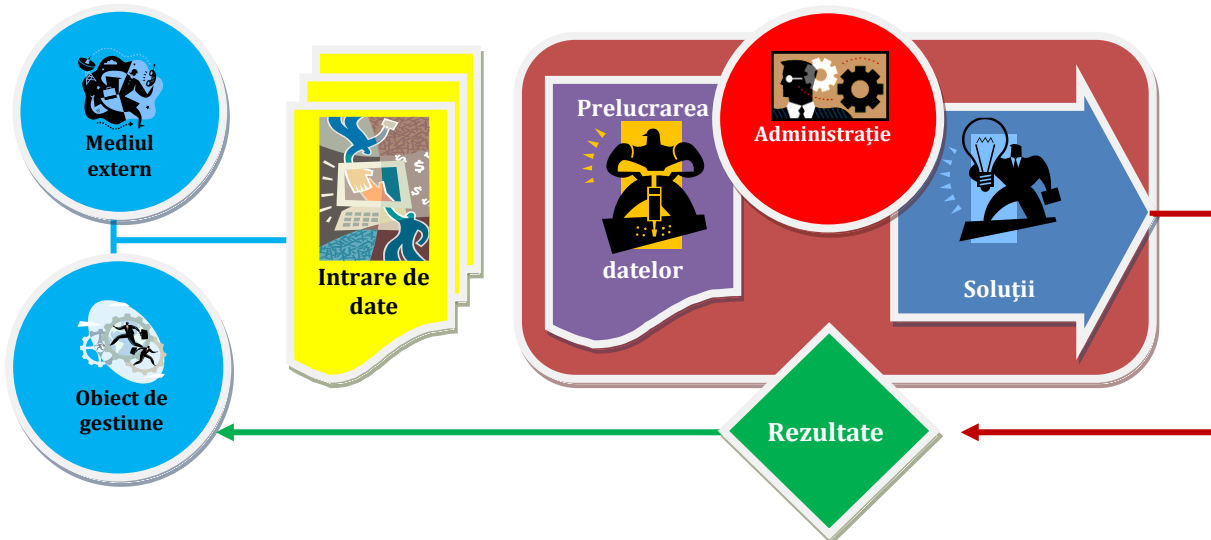 Mediul
extern
Obiect de
gestiune
Intrare de
date
Prelucrarea
datelor
Administrație
Soluții
Rezultate